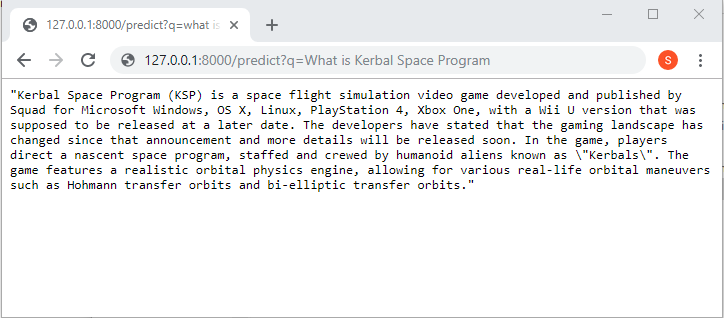 127.0.0.1:8000/predict?q=what is
127.0.0.1:8000/predict?q=What is Kerbal Space Program
S
"Kerbal Space Program (KSP) is a space flight simulation video game developed and published by
Squad for Microsoft Windows, OS X, Linux, PlayStation 4, Xbox One, with a Wii U version that was
supposed to be released at a later date. The developers have stated that the gaming landscape has
changed since that announcement and more details will be released soon. In the game, players
direct a nascent space program, staffed and crewed by humanoid aliens known as \"Kerbals\". The
game features a realistic orbital physics engine, allowing for various real-life orbital maneuvers
such as Hohmann transfer orbits and bi-elliptic transfer orbits."